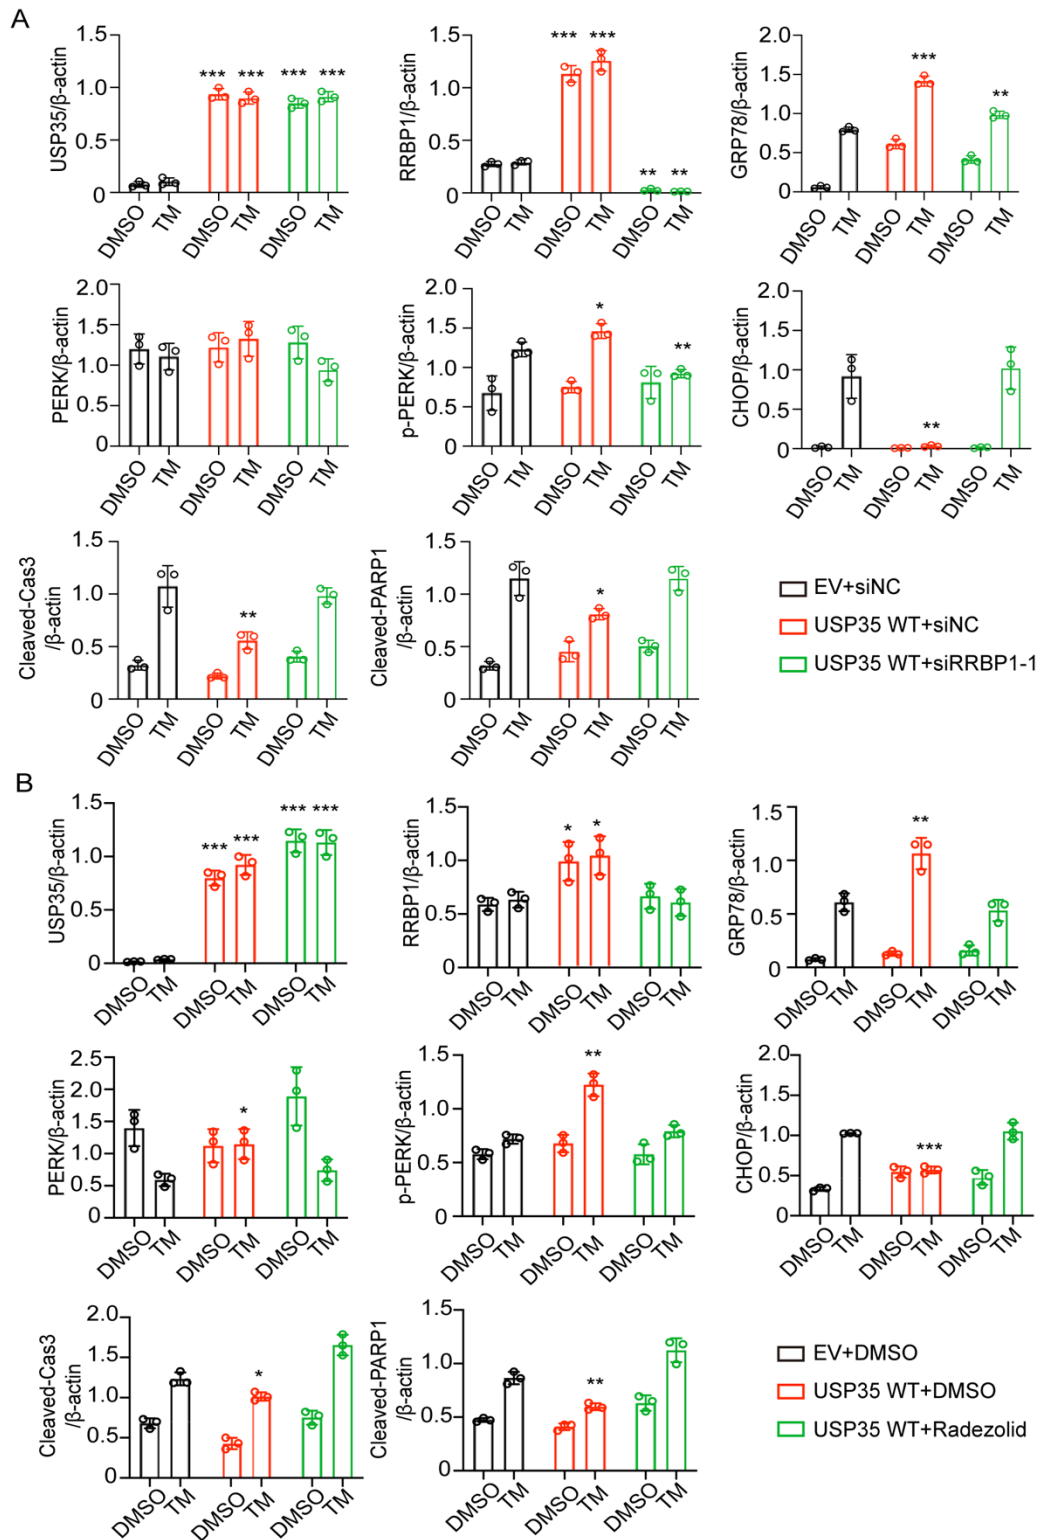 A
USP35/β-actin
1.5
1.0
0.5
0
*** *** *** ***
DMSO
TM
DMSO
TM
DMSO
TM
RRBP1/β-actin
1.5
1.0
0.5
0
*** ***
** **
DMSO
TM
DMSO
TM
DMSO
TM
GRP78/β-actin
2.0
1.5
1.0
0.5
0
***
**
DMSO
TM
DMSO
TM
DMSO
TM
PERK/β-actin
2.0
1.5
1.0
0.5
0
DMSO
TM
DMSO
TM
DMSO
TM
p-PERK/β-actin
2.0
1.5
1.0
0.5
0
*
**
DMSO
TM
DMSO
TM
DMSO
TM
CHOP/β-actin
2.0
1.5
1.0
0.5
0
**
DMSO
TM
DMSO
TM
DMSO
TM
Cleaved-Cas3
/β-actin
1.5
1.0
0.5
0
**
DMSO
TM
DMSO
TM
DMSO
TM
Cleaved-PARP1
/β-actin
1.5
1.0
0.5
0
*
DMSO
TM
DMSO
TM
DMSO
TM
EV+siNC
USP35 WT+siNC
USP35 WT+siRRBP1-1
B
USP35/β-actin
1.5
1.0
0.5
0
*** *** *** ***
DMSO
TM
DMSO
TM
DMSO
TM
RRBP1/β-actin
1.5
1.0
0.5
0
* *
DMSO
TM
DMSO
TM
DMSO
TM
GRP78/β-actin
1.5
1.0
0.5
0
**
DMSO
TM
DMSO
TM
DMSO
TM
PERK/β-actin
2.5
2.0
1.5
1.0
0.5
0
*
DMSO
TM
DMSO
TM
DMSO
TM
p-PERK/β-actin
1.5
1.0
0.5
0
**
DMSO
TM
DMSO
TM
DMSO
TM
CHOP/β-actin
2.0
1.5
1.0
0.5
0
***
DMSO
TM
DMSO
TM
DMSO
TM
Cleaved-Cas3
/β-actin
2.0
1.5
1.0
0.5
0
*
DMSO
TM
DMSO
TM
DMSO
TM
Cleaved-PARP1
/β-actin
1.5
1.0
0.5
0
**
DMSO
TM
DMSO
TM
DMSO
TM
EV+DMSO
USP35 WT+DMSO
USP35 WT+Radezolid